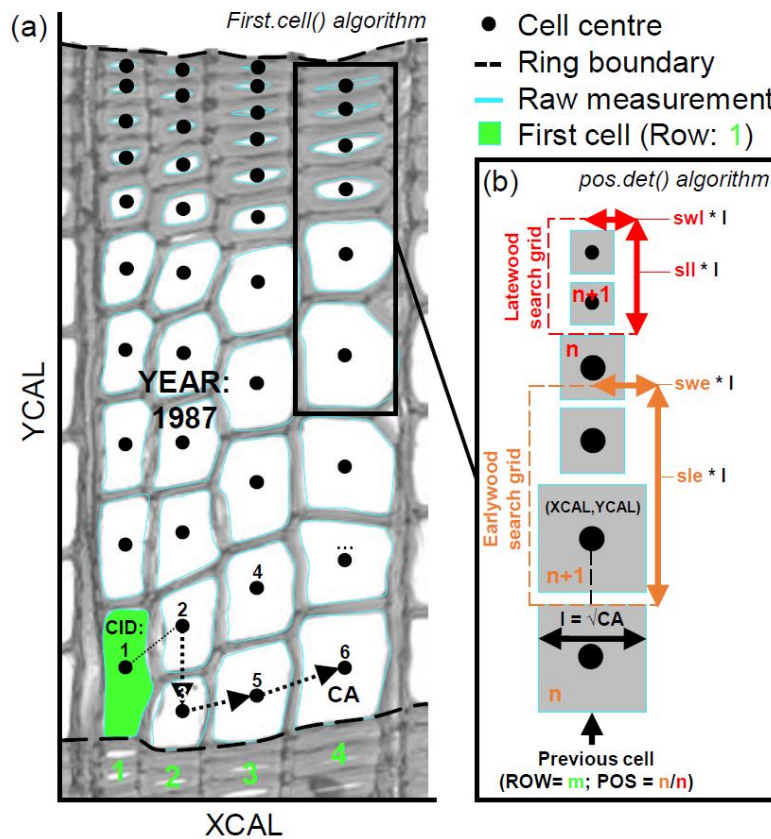 (a)
First.cell() algorithm
Cell centre
Ring boundary
Raw measurement
First cell (Row: 1)
YCAL
YEAR:
1987
CID:
1
2
3
4
5
6
...
CA
1
2
3
4
XCAL
(b)
pos.det() algorithm
swl * l
sll * l
Latewood
search grid
n+1
n
swe * l
sle * l
Earlywood
search grid
(XCAL,YCAL)
n+1
l = √CA
n
Previous cell
(ROW= m; POS = n/n)